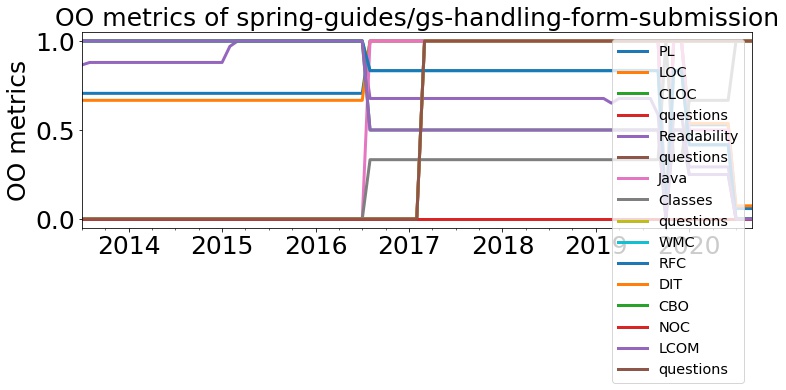 OO metrics of spring-guides/gs-handling-form-submission
OO metrics
1.0
0.5
0.0
2014
2015
2016
2017
2018
2019
2020
PL
LOC
CLOC
questions
Readability
questions
Java
Classes
questions
WMC
RFC
DIT
CBO
NOC
LCOM
questions